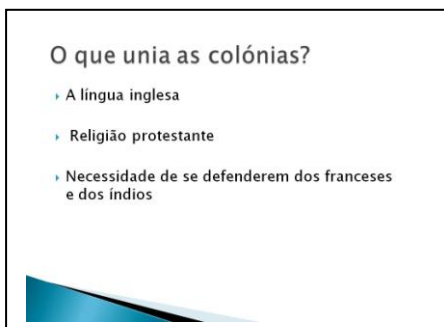 O que unia as colónias?
A língua inglesa
Religião protestante
Necessidade de se defenderem dos franceses
e dos índios